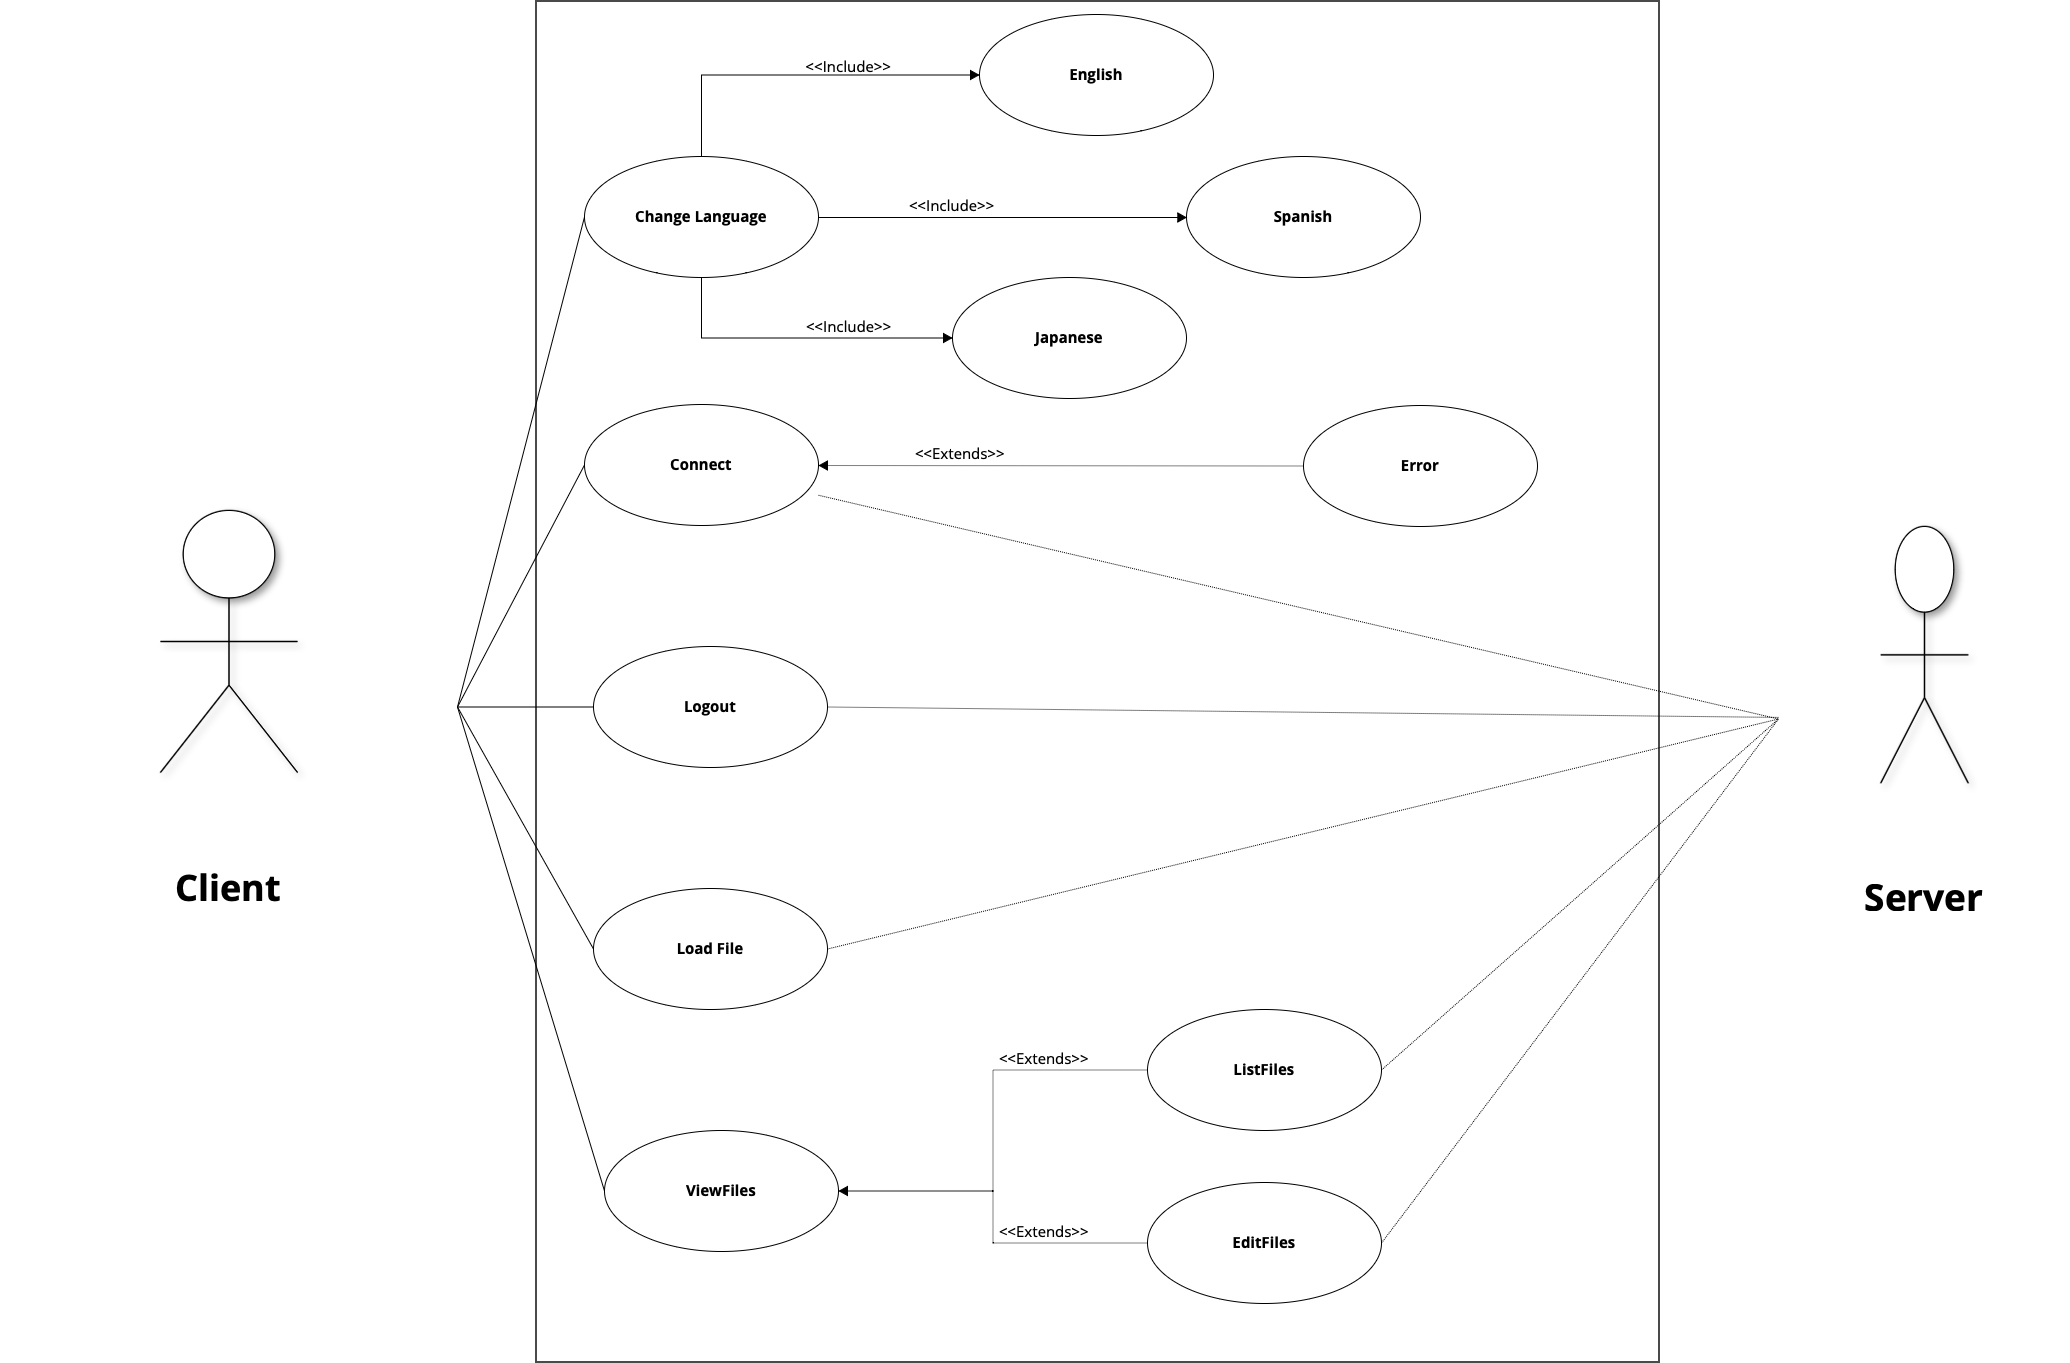 <<Include>>
English
Change Language
<<Include>>
Spanish
<<Include>>
Japanese
Connect
<<Extends>>
Error
Logout
Client
Server
Load File
<<Extends>>
ListFiles
ViewFiles
<<Extends>>
EditFiles